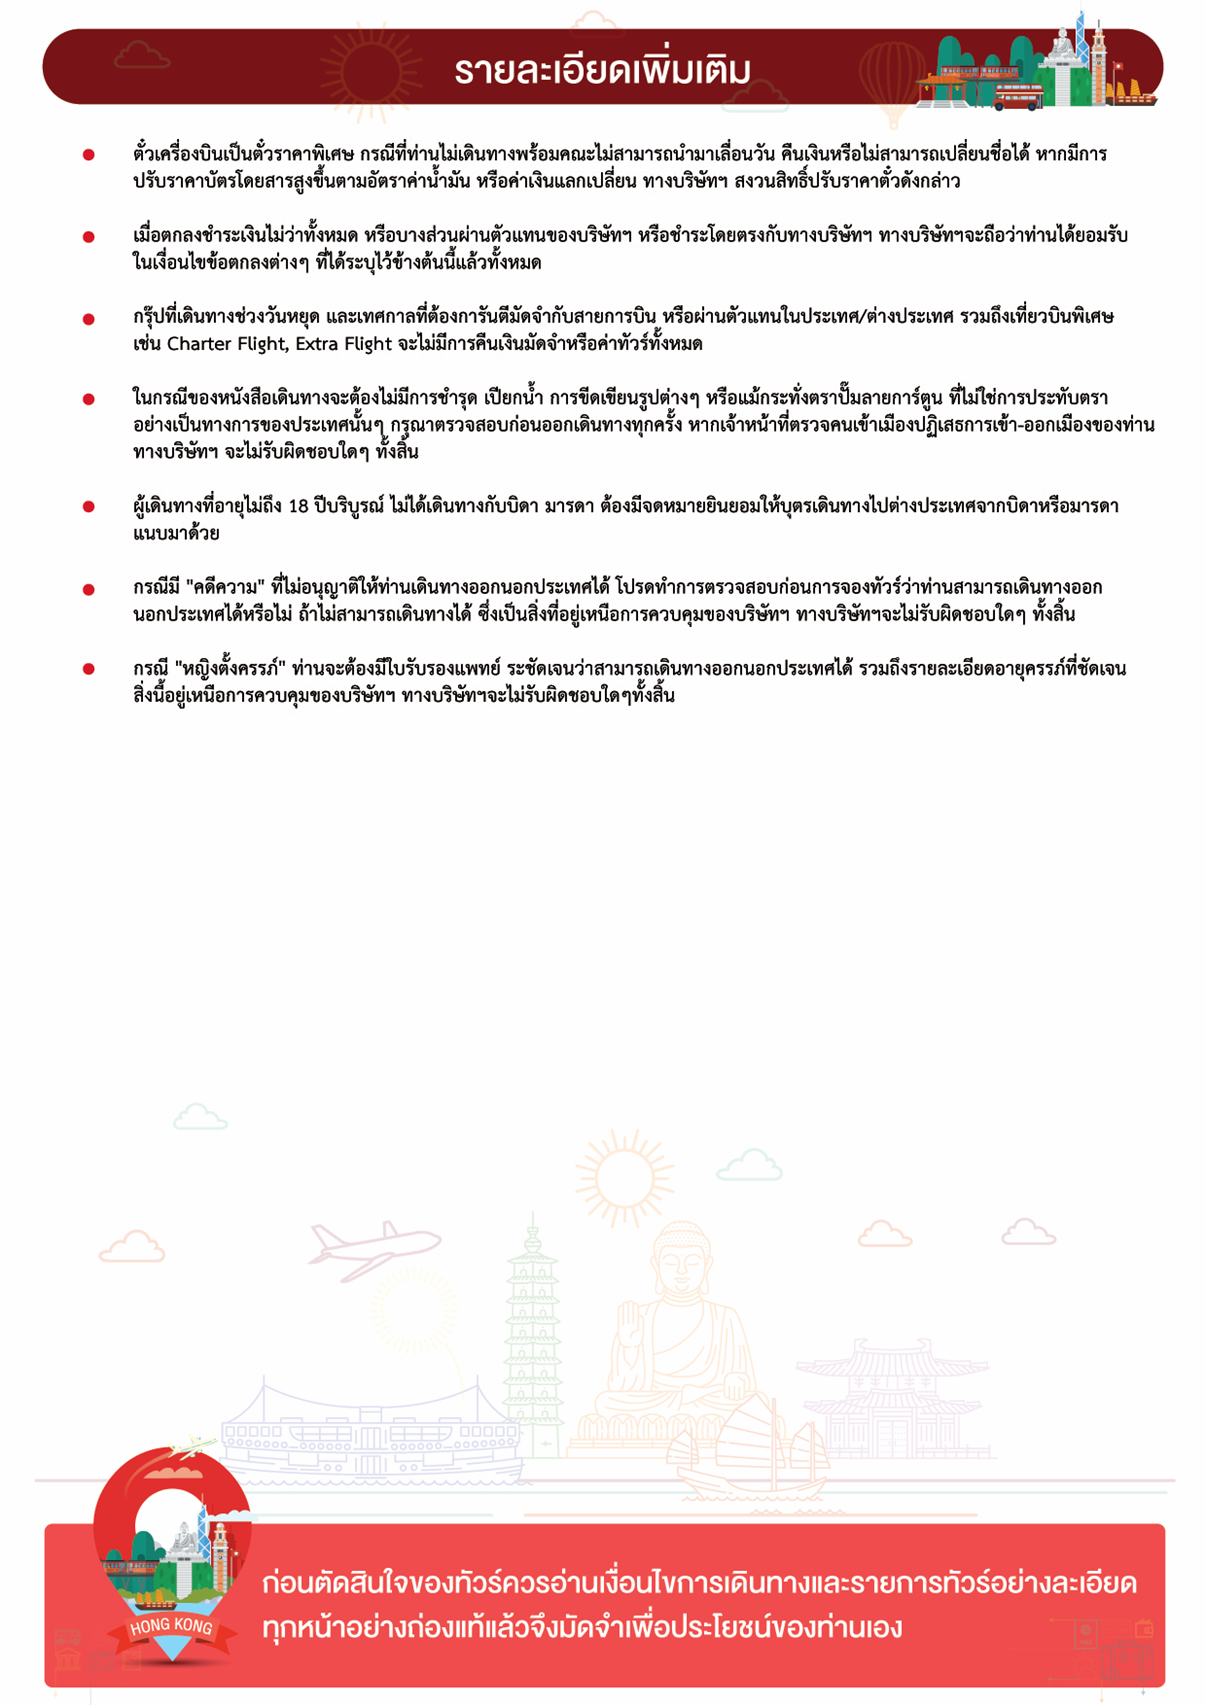 รายละเอียดเพิ่มเติม
ตั๋วเครื่องบินเป็นตั๋วราคาพิเศษ กรณีที่ท่านไม่เดินทางพร้อมคณะไม่สามารถนำมาเลื่อนวัน คืนเงินหรือไม่สามารถเปลี่ยนชื่อได้ หากมีการ
ปรับราคาบัตรโดยสารสูงขึ้นตามอัตราค่าน้ำมัน หรือค่าเงินแลกเปลี่ยน ทางบริษัทฯ สงวนสิทธิ์ปรับราคาตั๋วดังกล่าว
เมื่อตกลงชำระเงินไม่ว่าทั้งหมด หรือบางส่วนผ่านตัวแทนของบริษัทฯ หรือชำระโดยตรงกับทางบริษัทฯ ทางบริษัทฯจะถือว่าท่านได้ยอมรับ
ในเงื่อนไขข้อตกลงต่างๆ ที่ได้ระบุไว้ข้างต้นนี้แล้วทั้งหมด
กรุ๊ปที่เดินทางช่วงวันหยุด และเทศกาลที่ต้องการันตีมัดจำกับสายการบิน หรือผ่านตัวแทนในประเทศ/ต่างประเทศ รวมถึงเที่ยวบินพิเศษ
เช่น Charter Flight, Extra Flight จะไม่มีการคืนเงินมัดจำหรือค่าทัวร์ทั้งหมด
ในกรณีของหนังสือเดินทางจะต้องไม่มีการชำรุด เปียกน้ำ การขีดเขียนรูปต่างๆ หรือแม้กระทั่งตราปั๊มลายการ์ตูน ที่ไม่ใช่การประทับตรา
อย่างเป็นทางการของประเทศนั้นๆ กรุณาตรวจสอบก่อนออกเดินทางทุกครั้ง หากเจ้าหน้าที่ตรวจคนเข้าเมืองปฏิเสธการเข้า-ออกเมืองของท่าน
ทางบริษัทฯ จะไม่รับผิดชอบใดๆ ทั้งสิ้น
ผู้เดินทางที่อายุไม่ถึง 18 ปีบริบูรณ์ ไม่ได้เดินทางกับบิดา มารดา ต้องมีจดหมายยินยอมให้บุตรเดินทางไปต่างประเทศจากบิดาหรือมารดา
แนบมาด้วย
กรณีมี "คดีความ" ที่ไม่อนุญาติให้ท่านเดินทางออกนอกประเทศได้ โปรดทำการตรวจสอบก่อนการจองทัวร์ว่าท่านสามารถเดินทางออก
นอกประเทศได้หรือไม่ ถ้าไม่สามารถเดินทางได้ ซึ่งเป็นสิ่งที่อยู่เหนือการควบคุมของบริษัทฯ ทางบริษัทฯจะไม่รับผิดชอบใดๆ ทั้งสิ้น
กรณี "หญิงตั้งครรภ์" ท่านจะต้องมีใบรับรองแพทย์ ระชัดเจนว่าสามารถเดินทางออกนอกประเทศได้ รวมถึงรายละเอียดอายุครรภ์ที่ชัดเจน
สิ่งนี้อยู่เหนือการควบคุมของบริษัทฯ ทางบริษัทฯจะไม่รับผิดชอบใดๆทั้งสิ้น
ก่อนตัดสินใจของทัวร์ควรอ่านเงื่อนไขการเดินทางและรายการทัวร์อย่างละเอียด
ทุกหน้าอย่างถ่องแท้แล้วจึงมัดจำเพื่อประโยชน์ของท่านเอง
HONG KONG